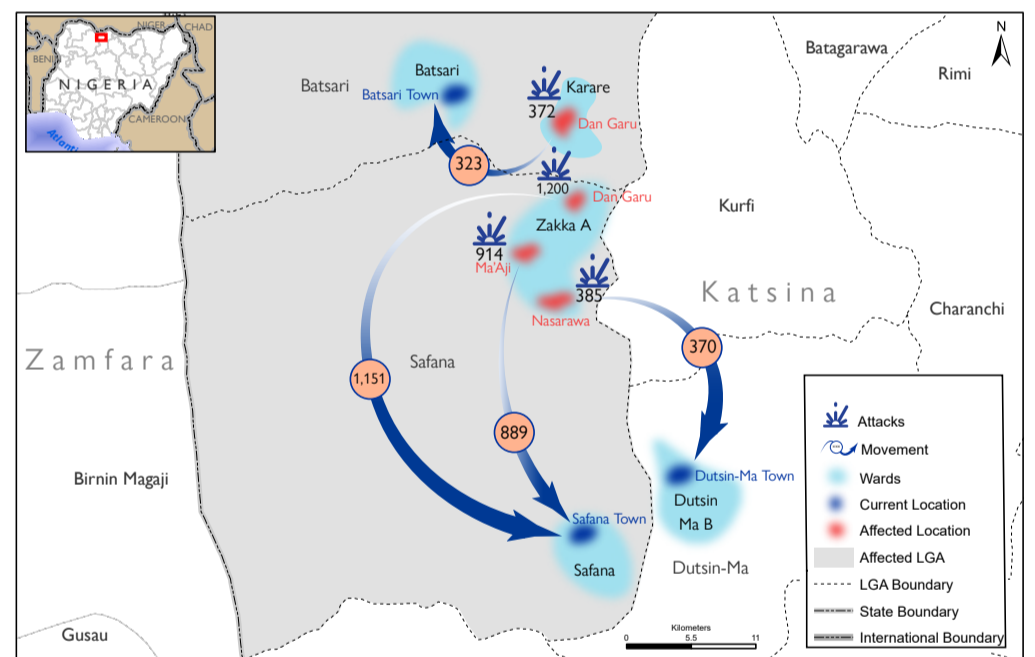 NIGER
CHAD
BENI
NIGERIA
CAMEROON
Atlanti
N
Batagarawa
Rimi
Batsari
Batsari
Batsari Town
Karare
372
Dan Garu
323
1,200
Dan Garu
Zakka A
Kurfi
914
Ma'Aji
385
Nasarawa
Katsina
Charanchi
Zamfara
Safana
370
1,151
889
Birnin Magaji
Dutsin-Ma Town
Dutsin
Ma B
Safana Town
Safana
Dutsin-Ma
Gusau
Attacks
Movement
Wards
Current Location
Affected Location
Affected LGA
LGA Boundary
State Boundary
International Boundary
Kilometers
0 5.5 11